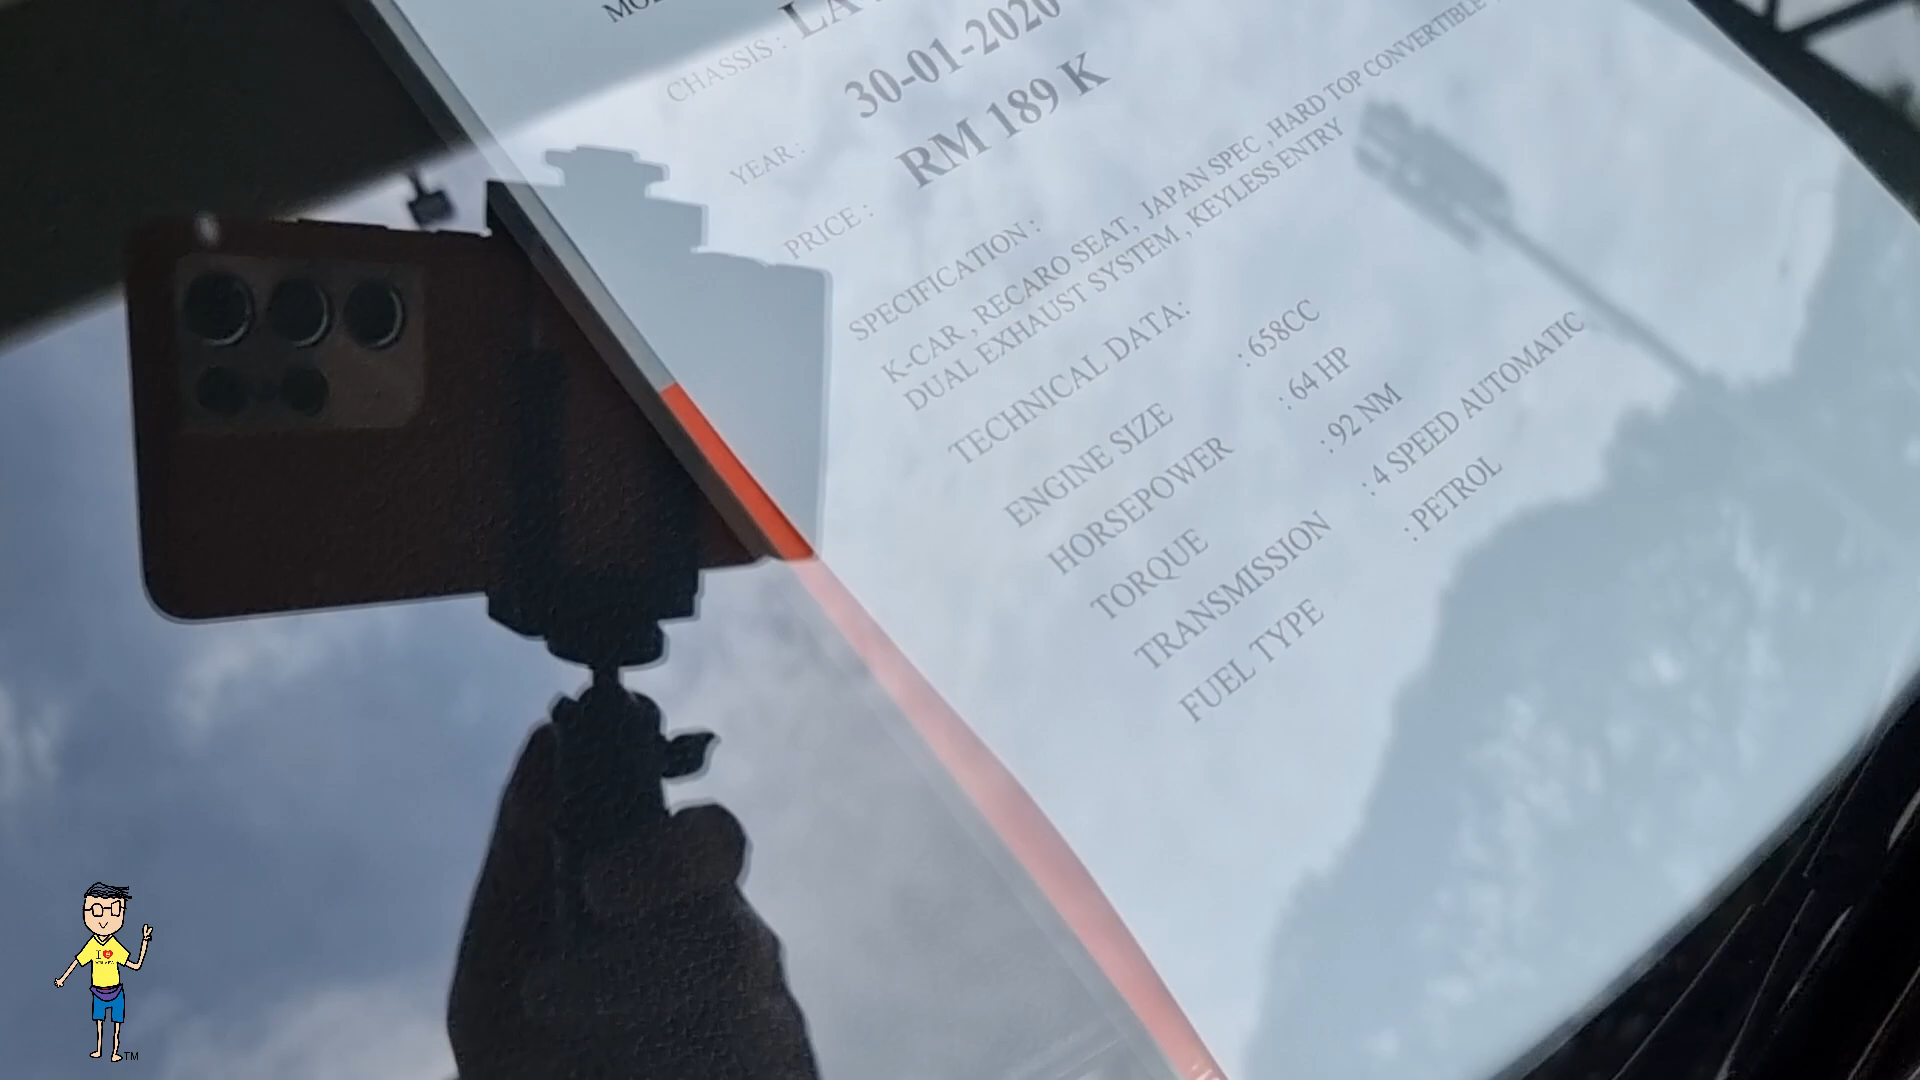 CHASSIS : LA
YEAR : 30-01-2020
PRICE : RM 189 K
SPECIFICATION :
K-CAR , RECARO SEAT, JAPAN SPEC , HARD TOP CONVERTIBLE
DUAL EXHAUST SYSTEM , KEYLESS ENTRY
TECHNICAL DATA:
ENGINE SIZE : 658CC
HORSEPOWER : 64 HP
TORQUE : 92 NM
TRANSMISSION : 4 SPEED AUTOMATIC
FUEL TYPE : PETROL
TM